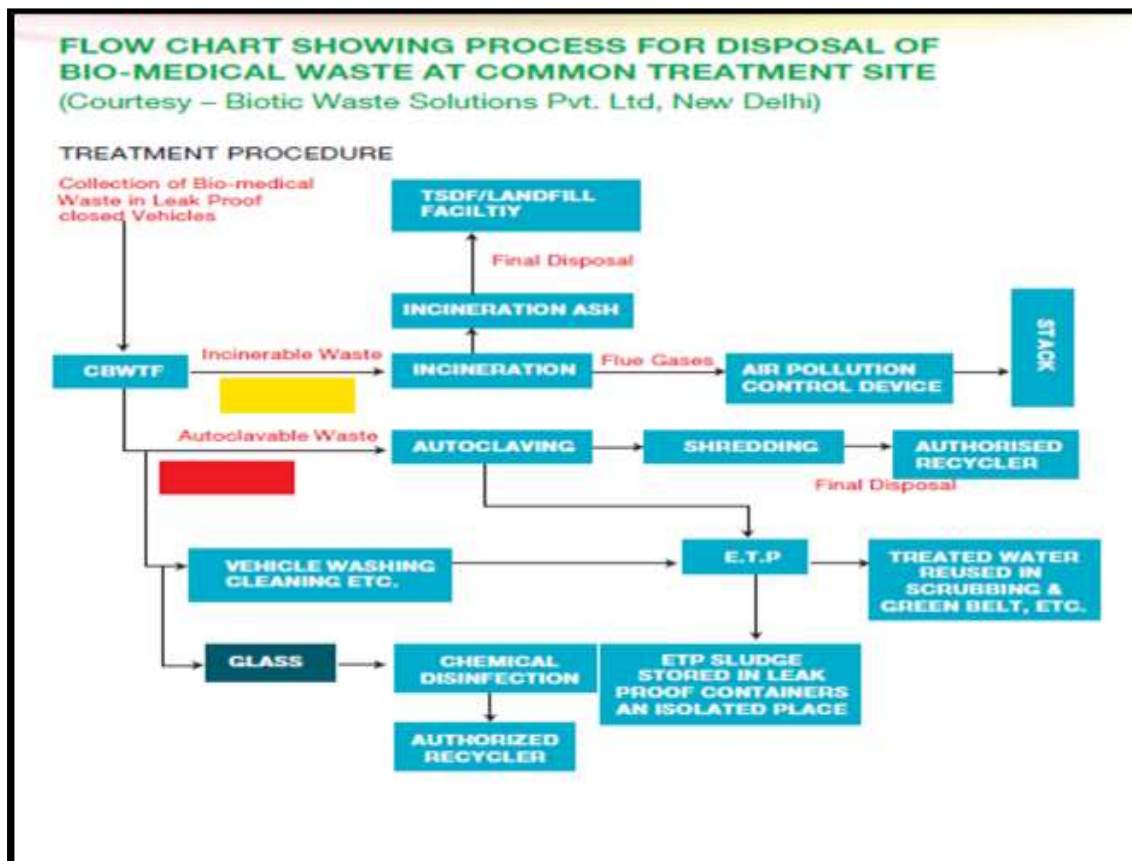 FLOW CHART SHOWING PROCESS FOR DISPOSAL OF
BIO-MEDICAL WASTE AT COMMON TREATMENT SITE
(Courtesy – Biotic Waste Solutions Pvt. Ltd, New Delhi)
TREATMENT PROCEDURE
Collection of Bio-medical
Waste in Leak Proof
closed Vehicles
TSDF/LANDFILL
FACILTIY
Final Disposal
INCINERATION ASH
CBWTF
Incinerable Waste
INCINERATION
Flue Gases
AIR POLLUTION
CONTROL DEVICE
STACK
Autoclavable Waste
AUTOCLAVING
SHREDDING
AUTHORISED
RECYCLER
Final Disposal
VEHICLE WASHING
CLEANING ETC.
E.T.P
TREATED WATER
REUSED IN
SCRUBBING &
GREEN BELT, ETC.
GLASS
CHEMICAL
DISINFECTION
ETP SLUDGE
STORED IN LEAK
PROOF CONTAINERS
AN ISOLATED PLACE
AUTHORIZED
RECYCLER